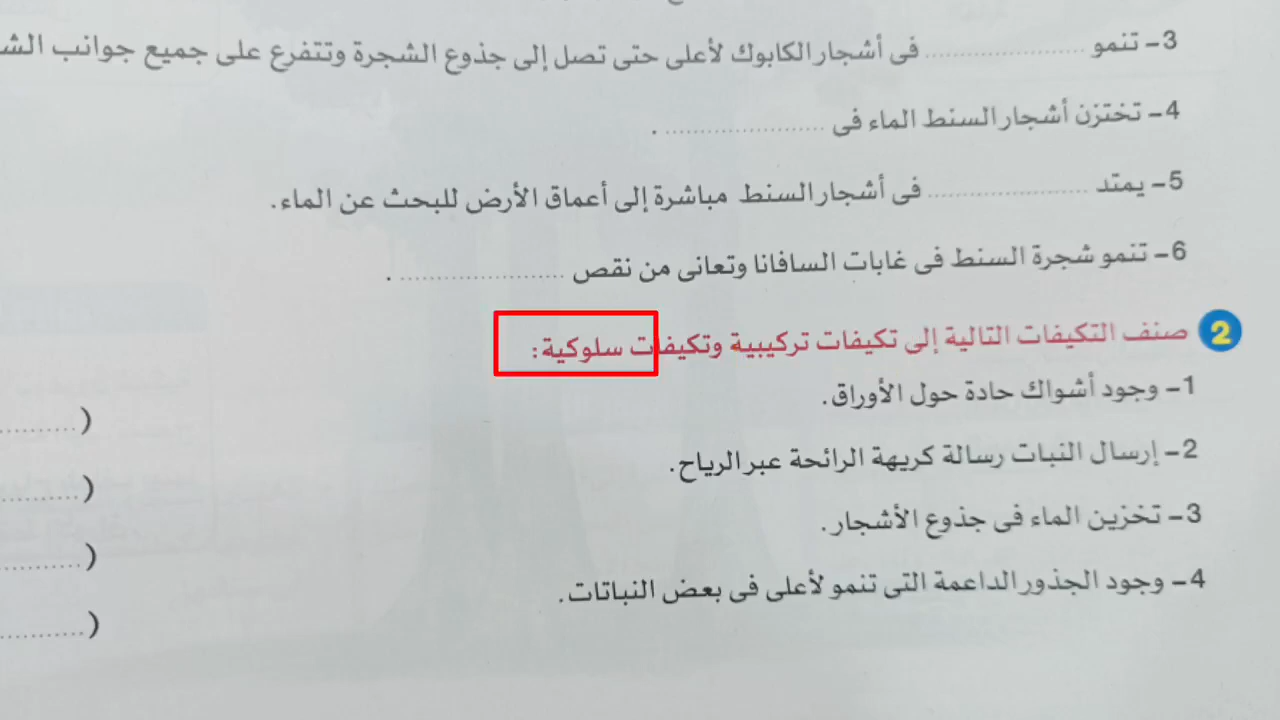 3- تنمو .................... فى أشجار الكابوك لأعلى حتى تصل إلى جذوع الشجرة وتتفرع على جميع جوانب
4- تختزن أشجار السنط الماء فى .................... .
5- يمتد .................... فى أشجار السنط مباشرة إلى أعماق الأرض للبحث عن الماء.
6- تنمو شجرة السنط فى غابات السافانا وتعانى من نقص .................... .
2 صنف التكيفات التالية إلى تكيفات تركيبية وتكيفات سلوكية:
1- وجود أشواك حادة حول الأوراق. (..........
2- إرسال النبات رسالة كريهة الرائحة عبر الرياح. (..........
3- تخزين الماء فى جذوع الأشجار. (..........
4- وجود الجذور الداعمة التى تنمو لأعلى فى بعض النباتات. (..........